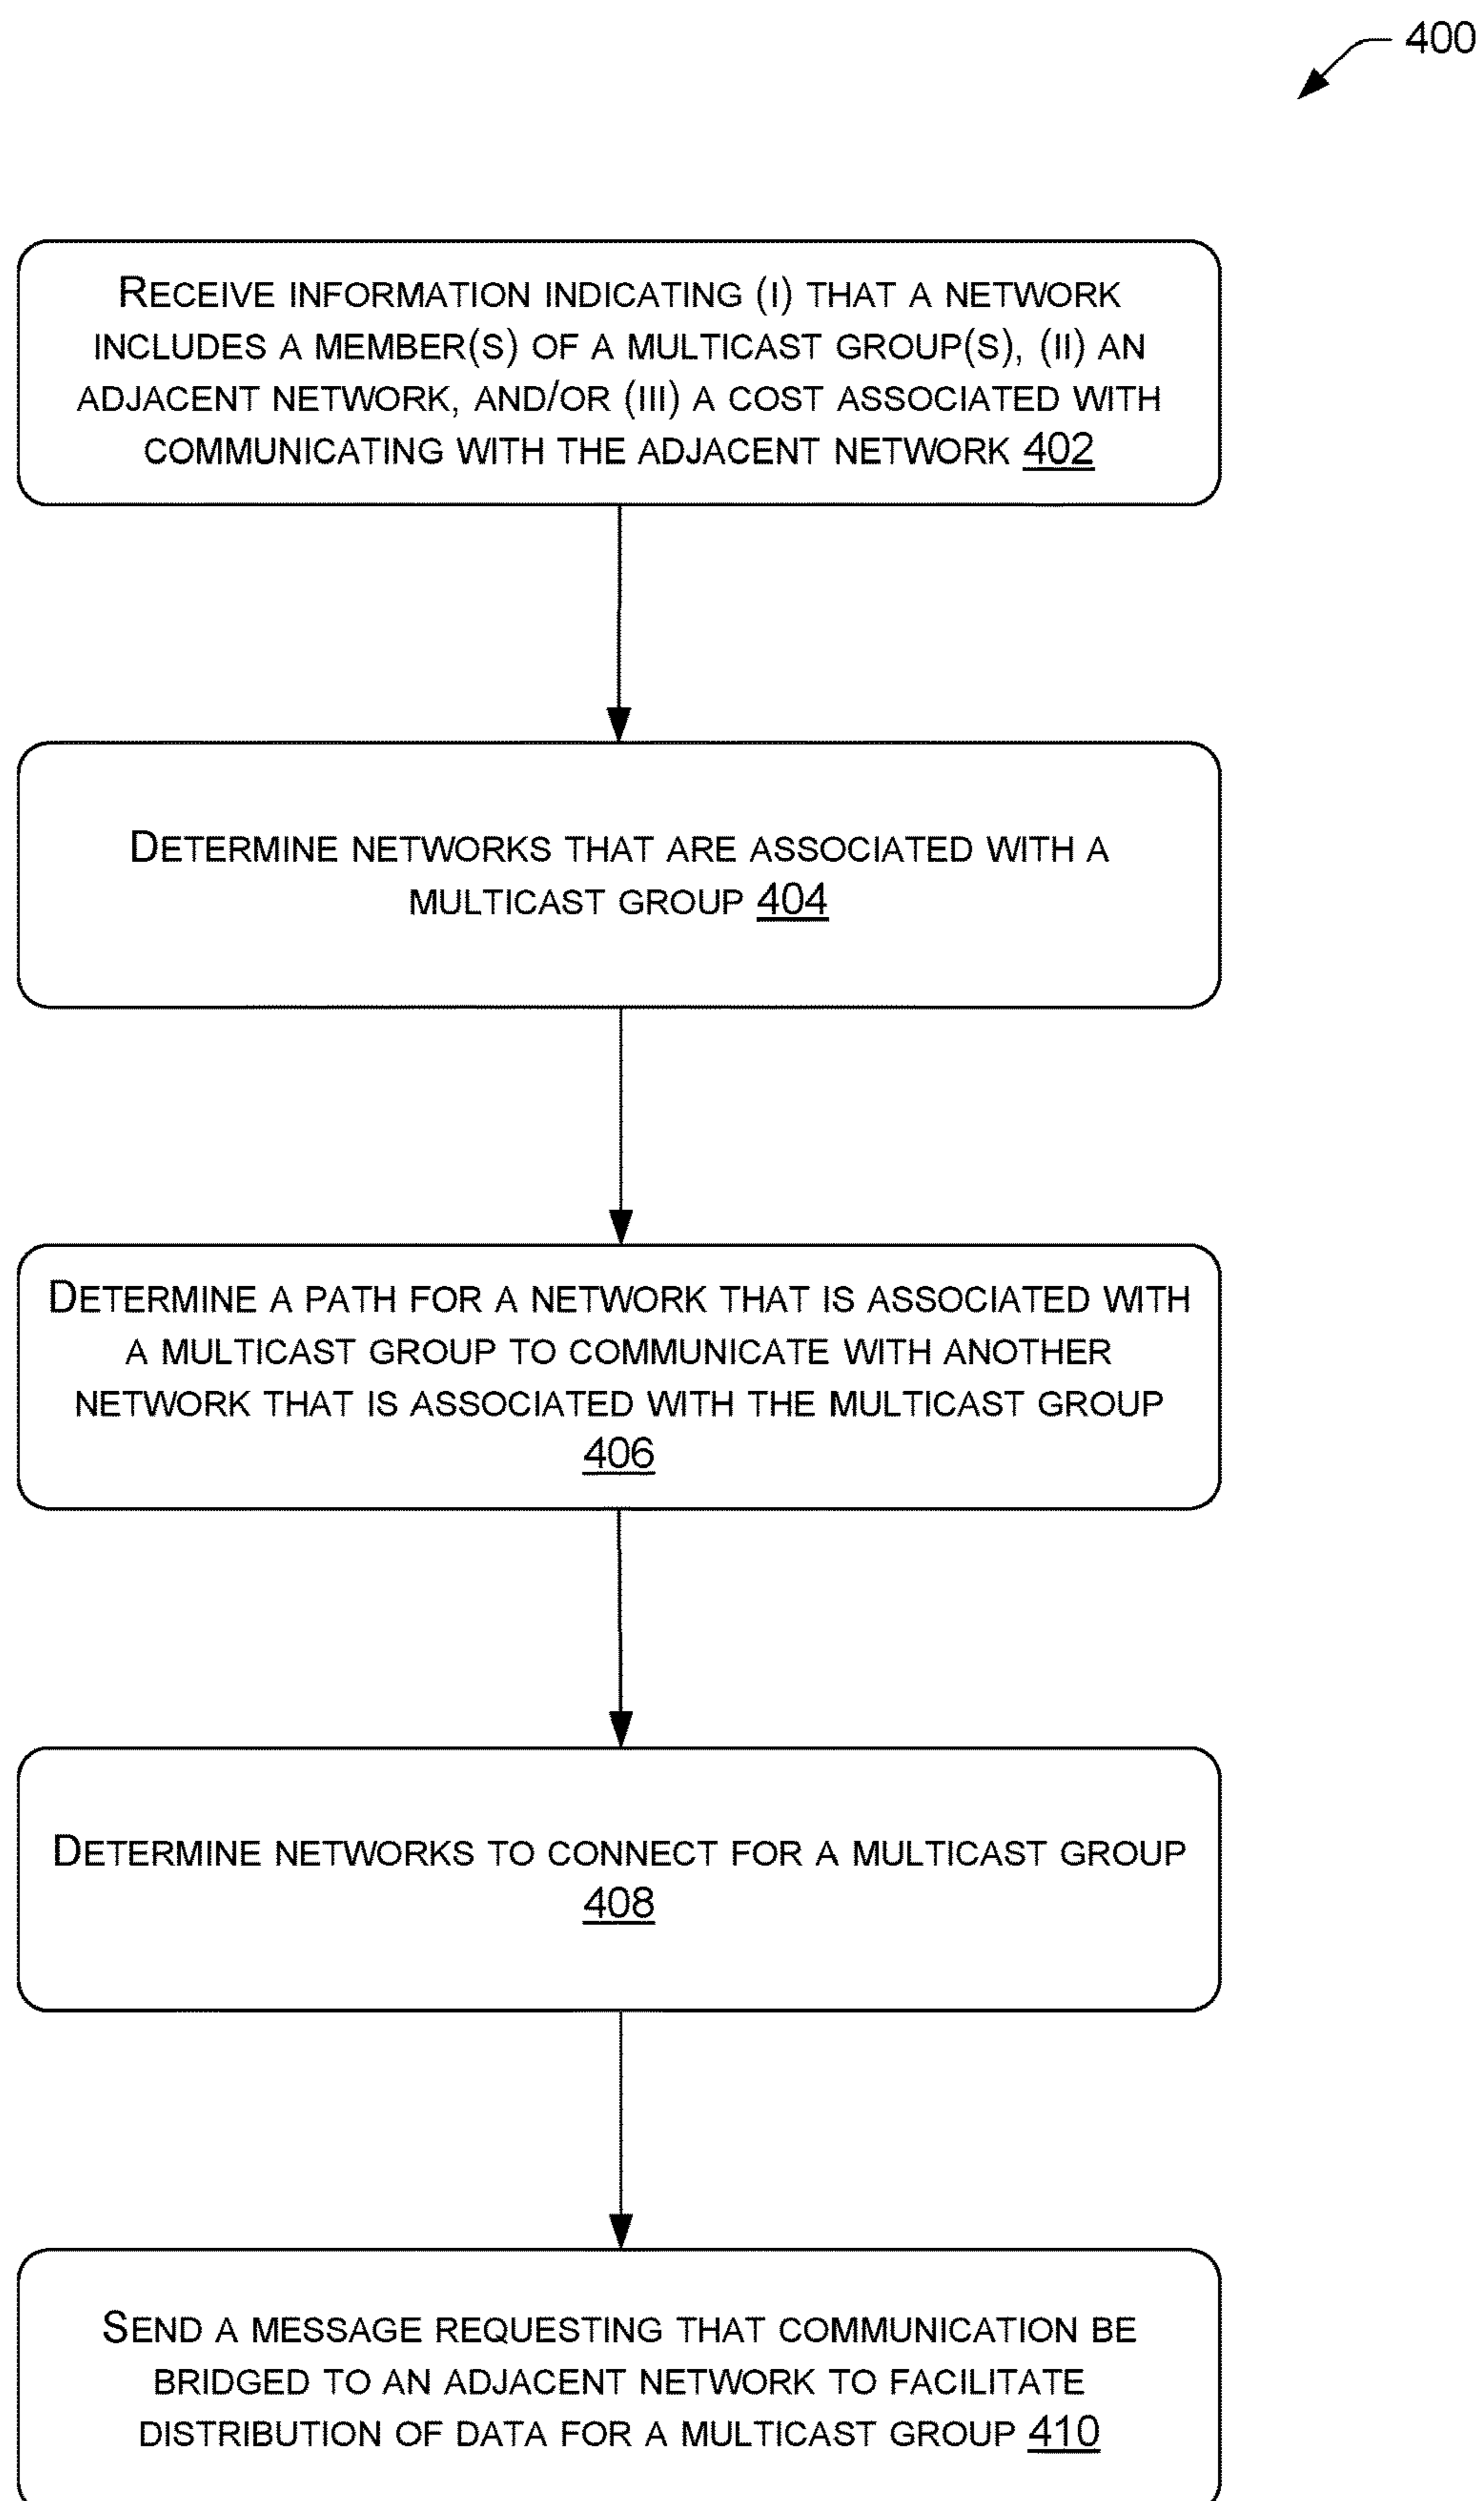 400
RECEIVE INFORMATION INDICATING (I) THAT A NETWORK
INCLUDES A MEMBER(S) OF A MULTICAST GROUP(S), (II) AN
ADJACENT NETWORK, AND/OR (III) A COST ASSOCIATED WITH
COMMUNICATING WITH THE ADJACENT NETWORK 402
DETERMINE NETWORKS THAT ARE ASSOCIATED WITH A
MULTICAST GROUP 404
DETERMINE A PATH FOR A NETWORK THAT IS ASSOCIATED WITH
A MULTICAST GROUP TO COMMUNICATE WITH ANOTHER
NETWORK THAT IS ASSOCIATED WITH THE MULTICAST GROUP
406
DETERMINE NETWORKS TO CONNECT FOR A MULTICAST GROUP
408
SEND A MESSAGE REQUESTING THAT COMMUNICATION BE
BRIDGED TO AN ADJACENT NETWORK TO FACILITATE
DISTRIBUTION OF DATA FOR A MULTICAST GROUP 410